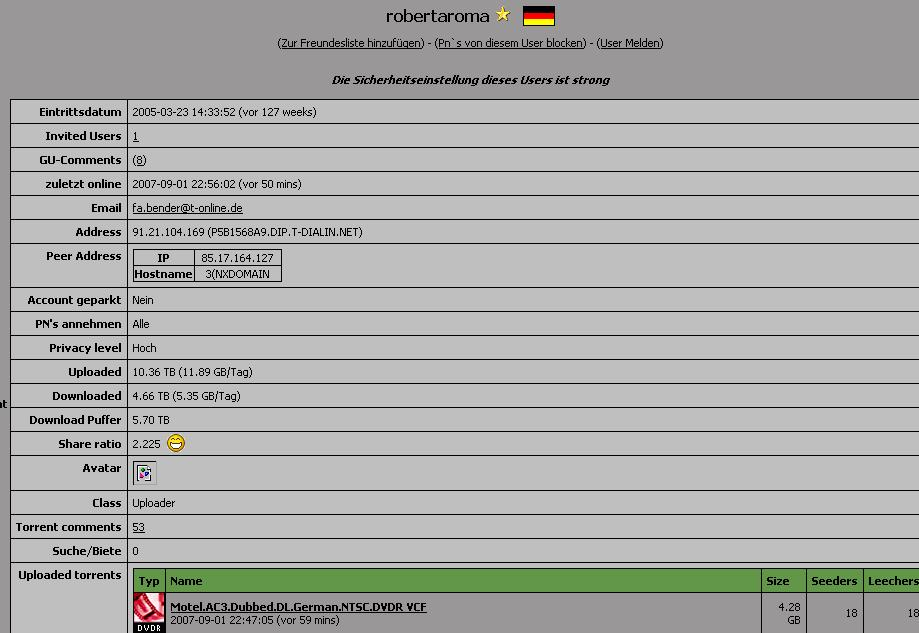 robertaroma
(Zur Freundesliste hinzufügen) - (Pn`s von diesem User blocken) - (User Melden)
Die Sicherheitseinstellung dieses Users ist strong
Eintrittsdatum 2005-03-23 14:33:52 (vor 127 weeks)
Invited Users 1
GU-Comments (8)
zuletzt online 2007-09-01 22:56:02 (vor 50 mins)
Email fa.bender@t-online.de
Address 91.21.104.169 (P5B1568A9.DIP.T-DIALIN.NET)
Peer Address IP 85.17.164.127
Hostname 3(NXDOMAIN
Account geparkt Nein
PN's annehmen Alle
Privacy level Hoch
Uploaded 10.36 TB (11.89 GB/Tag)
nt
Downloaded 4.66 TB (5.35 GB/Tag)
Download Puffer 5.70 TB
Share ratio 2.225
Avatar
Class Uploader
Torrent comments 53
Suche/Biete 0
Uploaded torrents Typ Name Size Seeders Leechers
Motel.AC3.Dubbed.DL.German.NTSC.DVDR VCF 4.28 GB 18 18
DVDR 2007-09-01 22:47:05 (vor 59 mins)